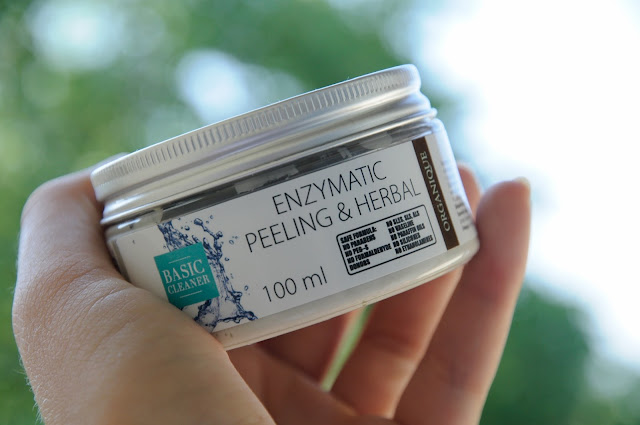 ENZYMATIC
PEELING & HERBAL
BASIC
CLEANER
100 ml
SAFE FORMULA:
NO PARABENS
NO PEG-S
NO FORMALDEHYDE
DONORS
NO SLES, SLS, ALS
NO VASELINE
NO PARAFFIN OILS
NO SILICONES
NO ETHANOLAMINE
ORGANIQUE